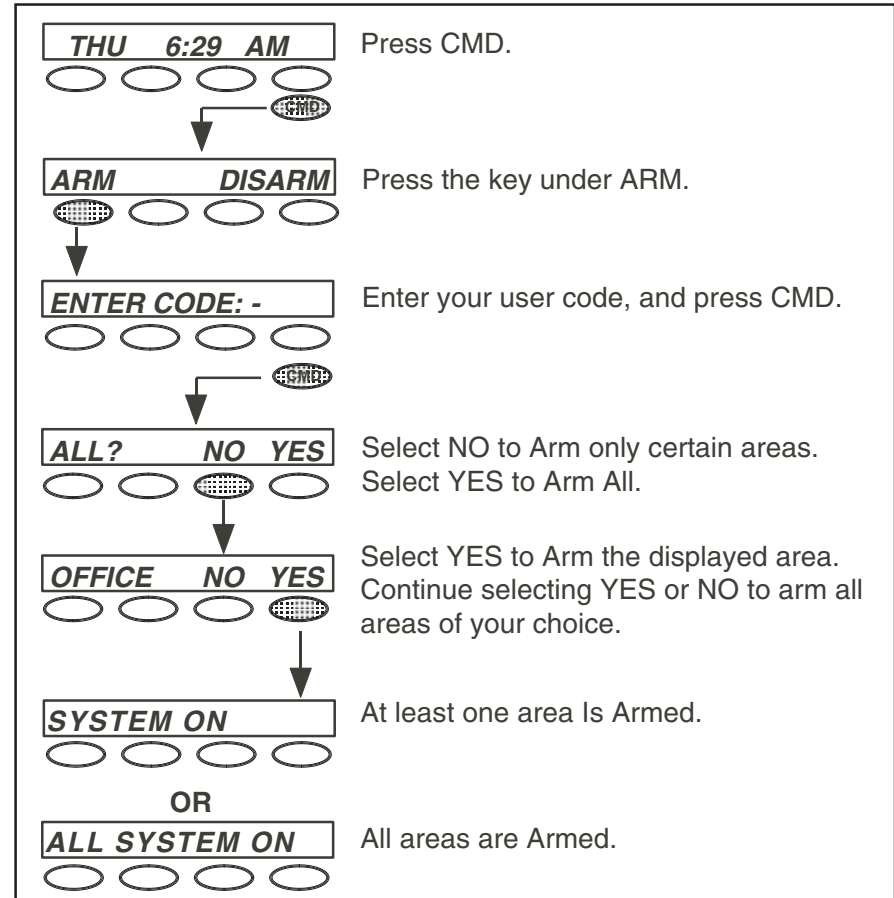 THU 6:29 AM
Press CMD.
CMD
ARM DISARM
Press the key under ARM.
ENTER CODE: -
Enter your user code, and press CMD.
CMD
ALL? NO YES
Select NO to Arm only certain areas.
Select YES to Arm All.
OFFICE NO YES
Select YES to Arm the displayed area.
Continue selecting YES or NO to arm all
areas of your choice.
SYSTEM ON
At least one area Is Armed.
OR
ALL SYSTEM ON
All areas are Armed.